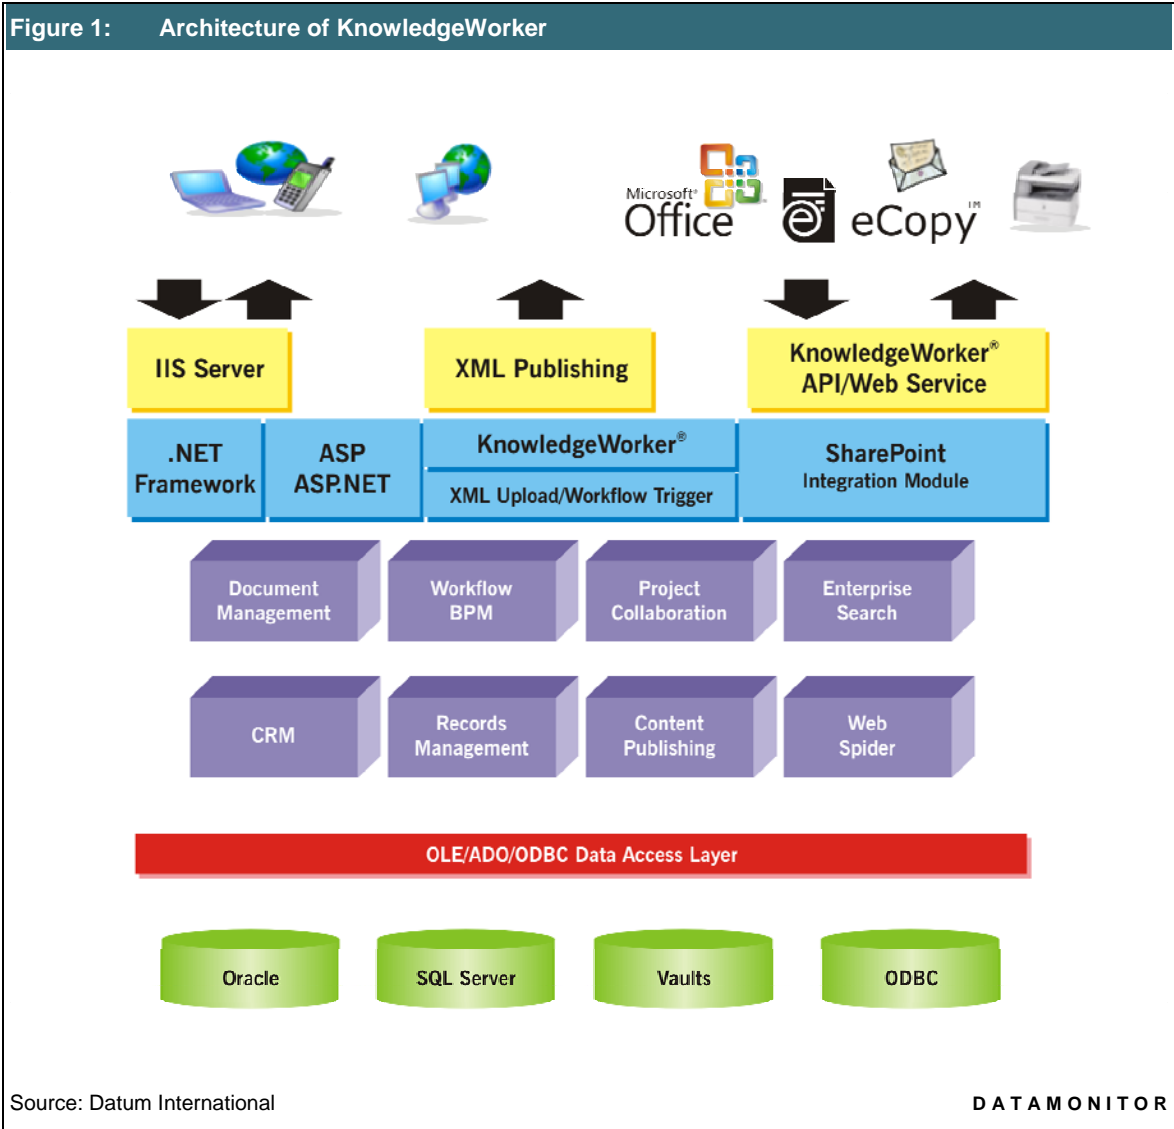 Figure 1: Architecture of KnowledgeWorker
Microsoft®
Office
e
eCopy™
IIS Server
XML Publishing
KnowledgeWorker®
API/Web Service
.NET
Framework
ASP
ASP.NET
KnowledgeWorker®
XML Upload/Workflow Trigger
SharePoint
Integration Module
Document
Management
Workflow
BPM
Project
Collaboration
Enterprise
Search
CRM
Records
Management
Content
Publishing
Web
Spider
OLE/ADO/ODBC Data Access Layer
Oracle
SQL Server
Vaults
ODBC
Source: Datum International
DATAMONITOR